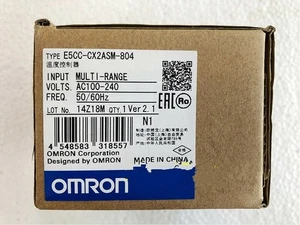 TYPE E5CC-CX2ASM-804
温度控制器
INPUT MULTI-RANGE
VOLTS. AC100-240
FREQ. 50/60Hz
LOT No. 14Z18M QTY.1 Ver 2.1
N1
EAC
4 548583 318557
OMRON Corporation
Designed by OMRON
MADE IN CHINA
OMRON